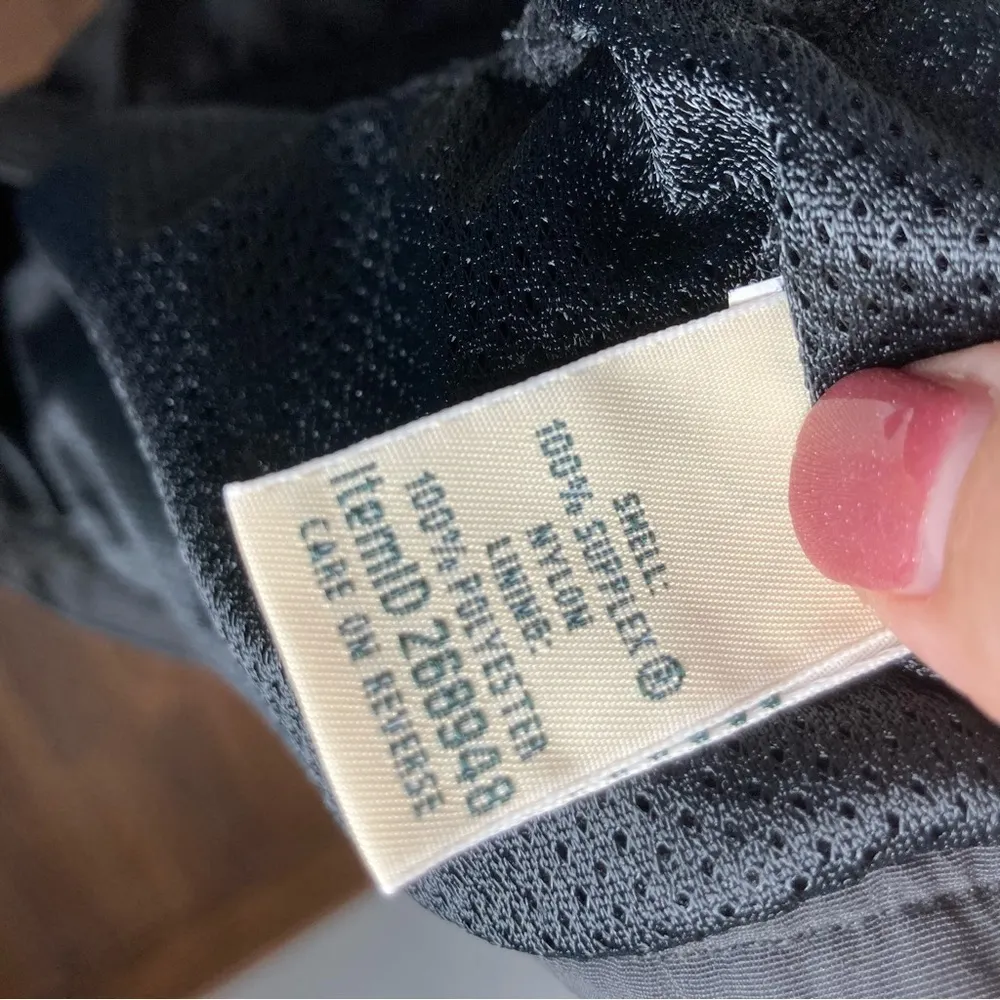 SHELL:
100% SUPPLEX®
NYLON
LINING:
100% POLYESTER
ItemID 268948
CARE ON REVERSE